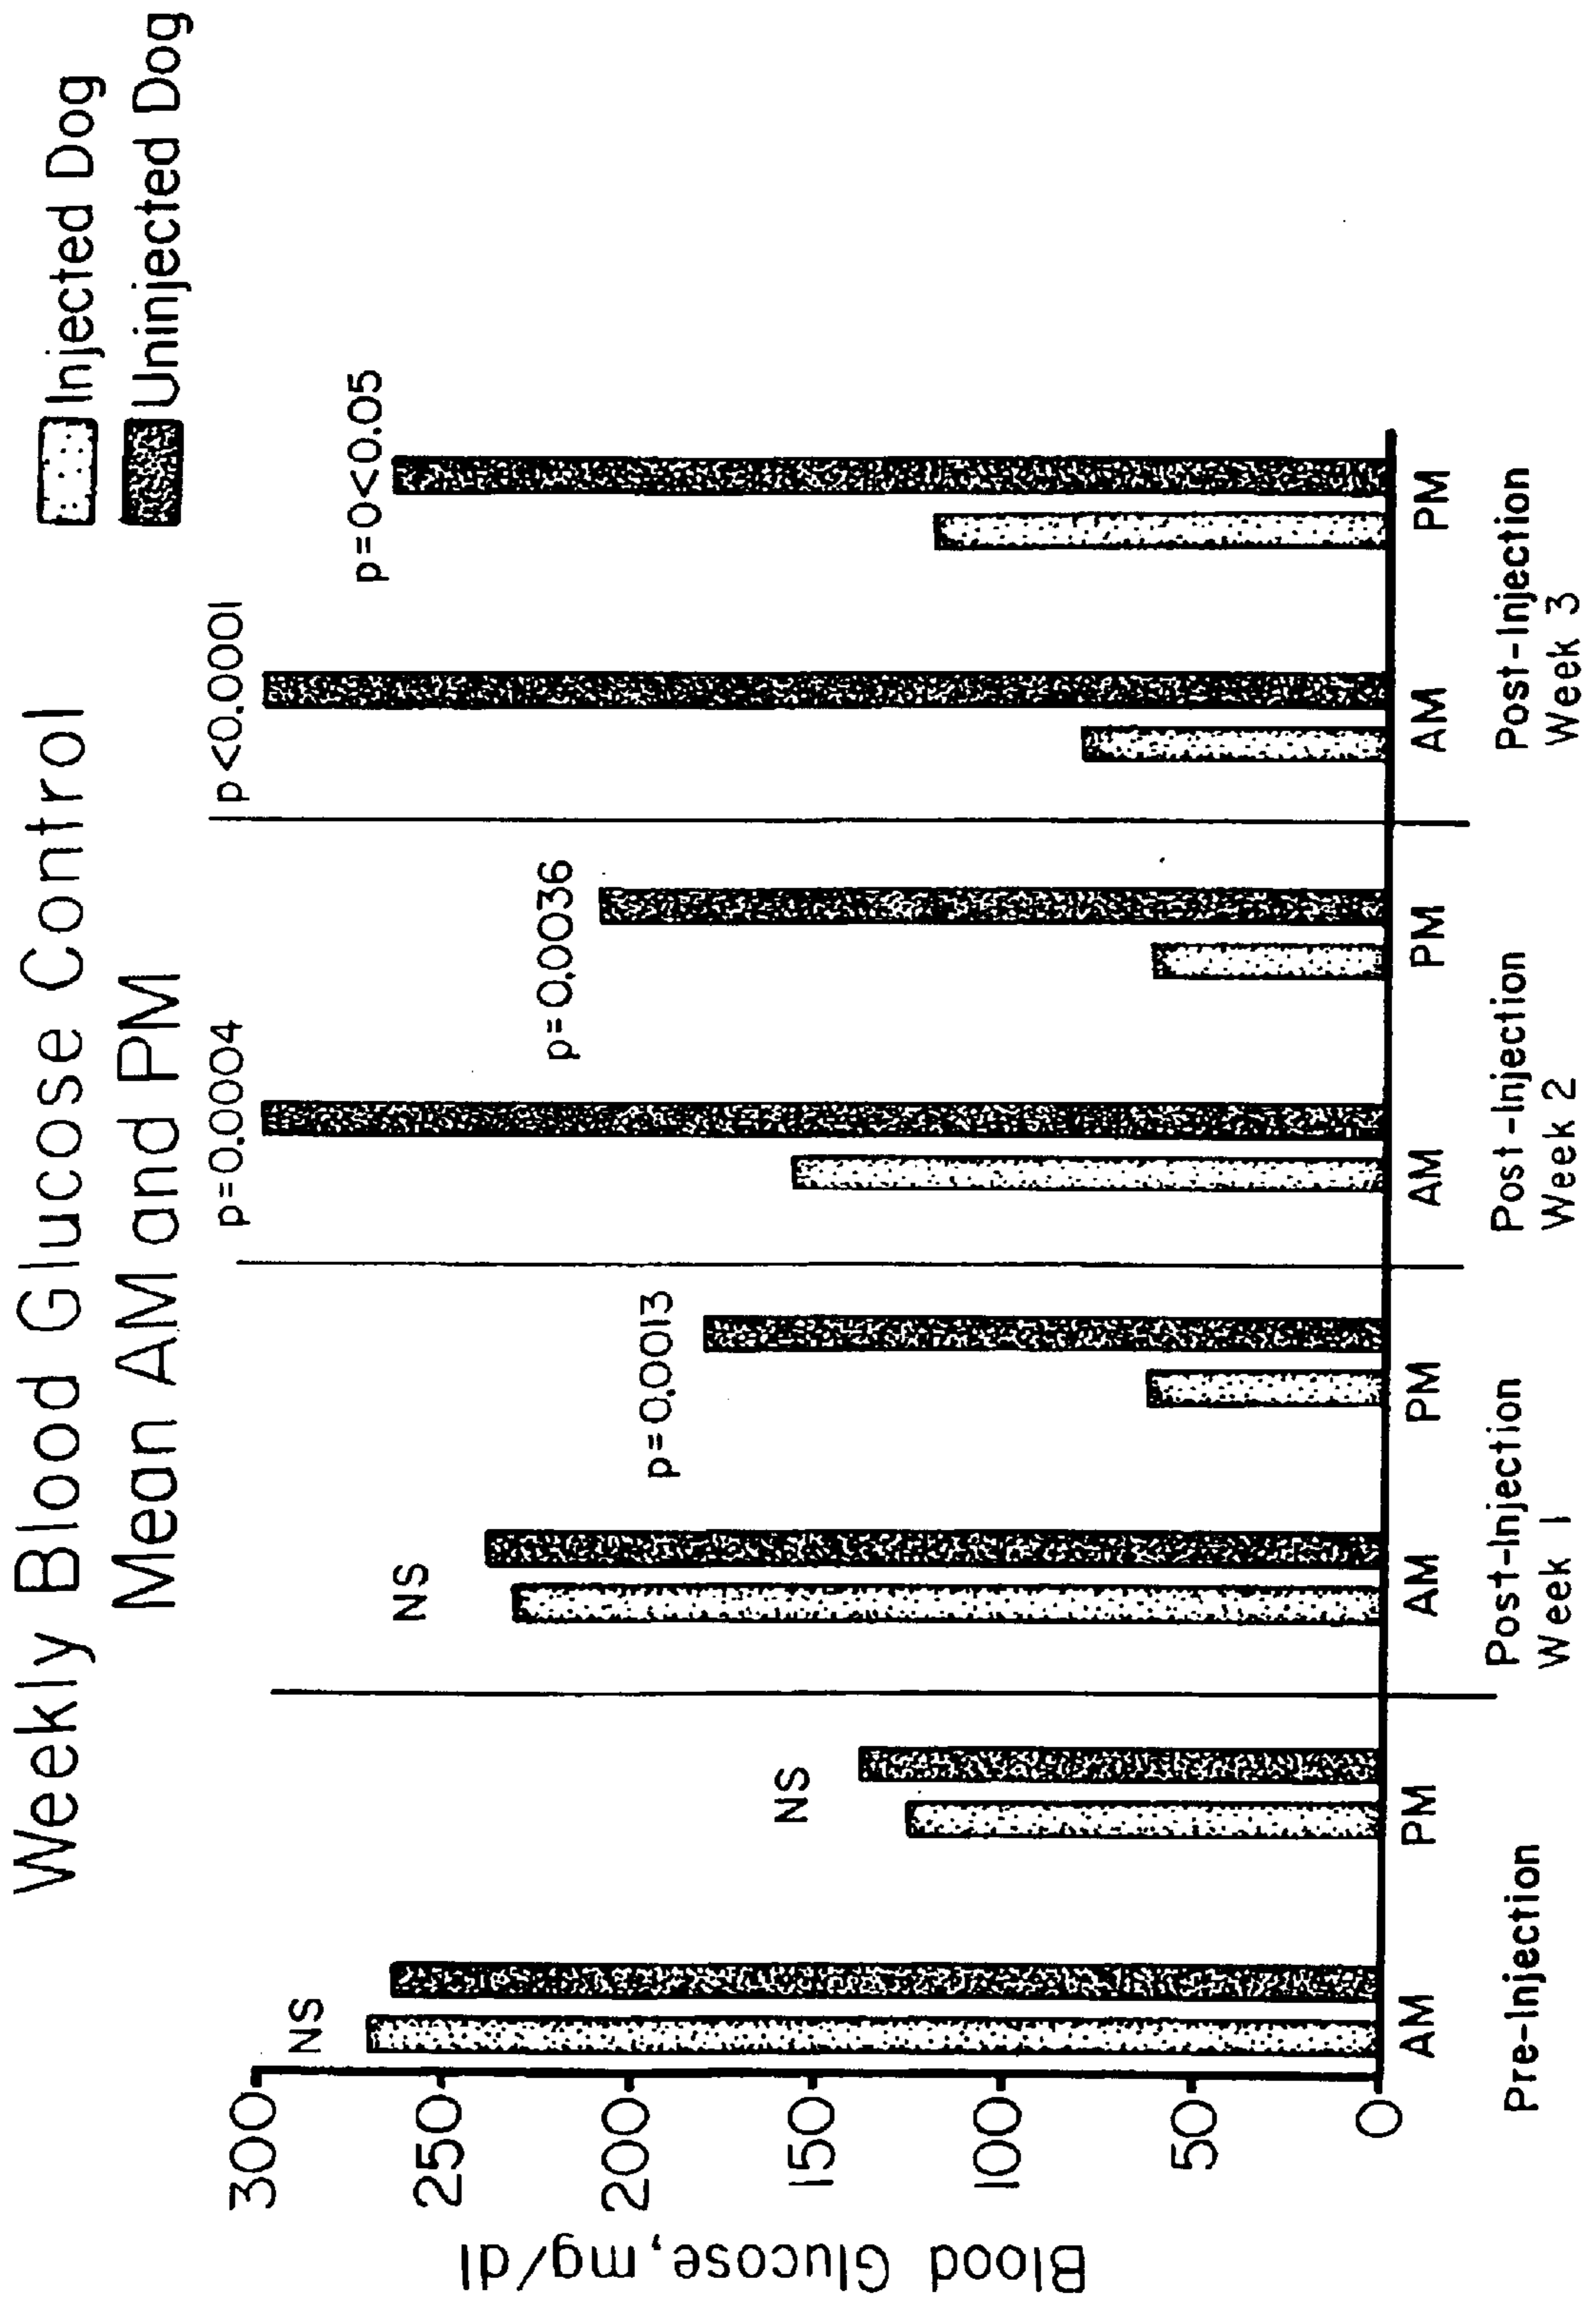 Weekly Blood Glucose Control
Mean AM and PM
Injected Dog
Uninjected Dog
Blood Glucose, mg/dl
300
250
200
150
100
50
0
NS
NS
NS
p=0.0013
p=0.0004
p=0.0036
p<0.0001
p=0<0.05
AM
PM
AM
PM
AM
PM
AM
PM
Pre-Injection
Post-Injection
Week 1
Post-Injection
Week 2
Post-Injection
Week 3